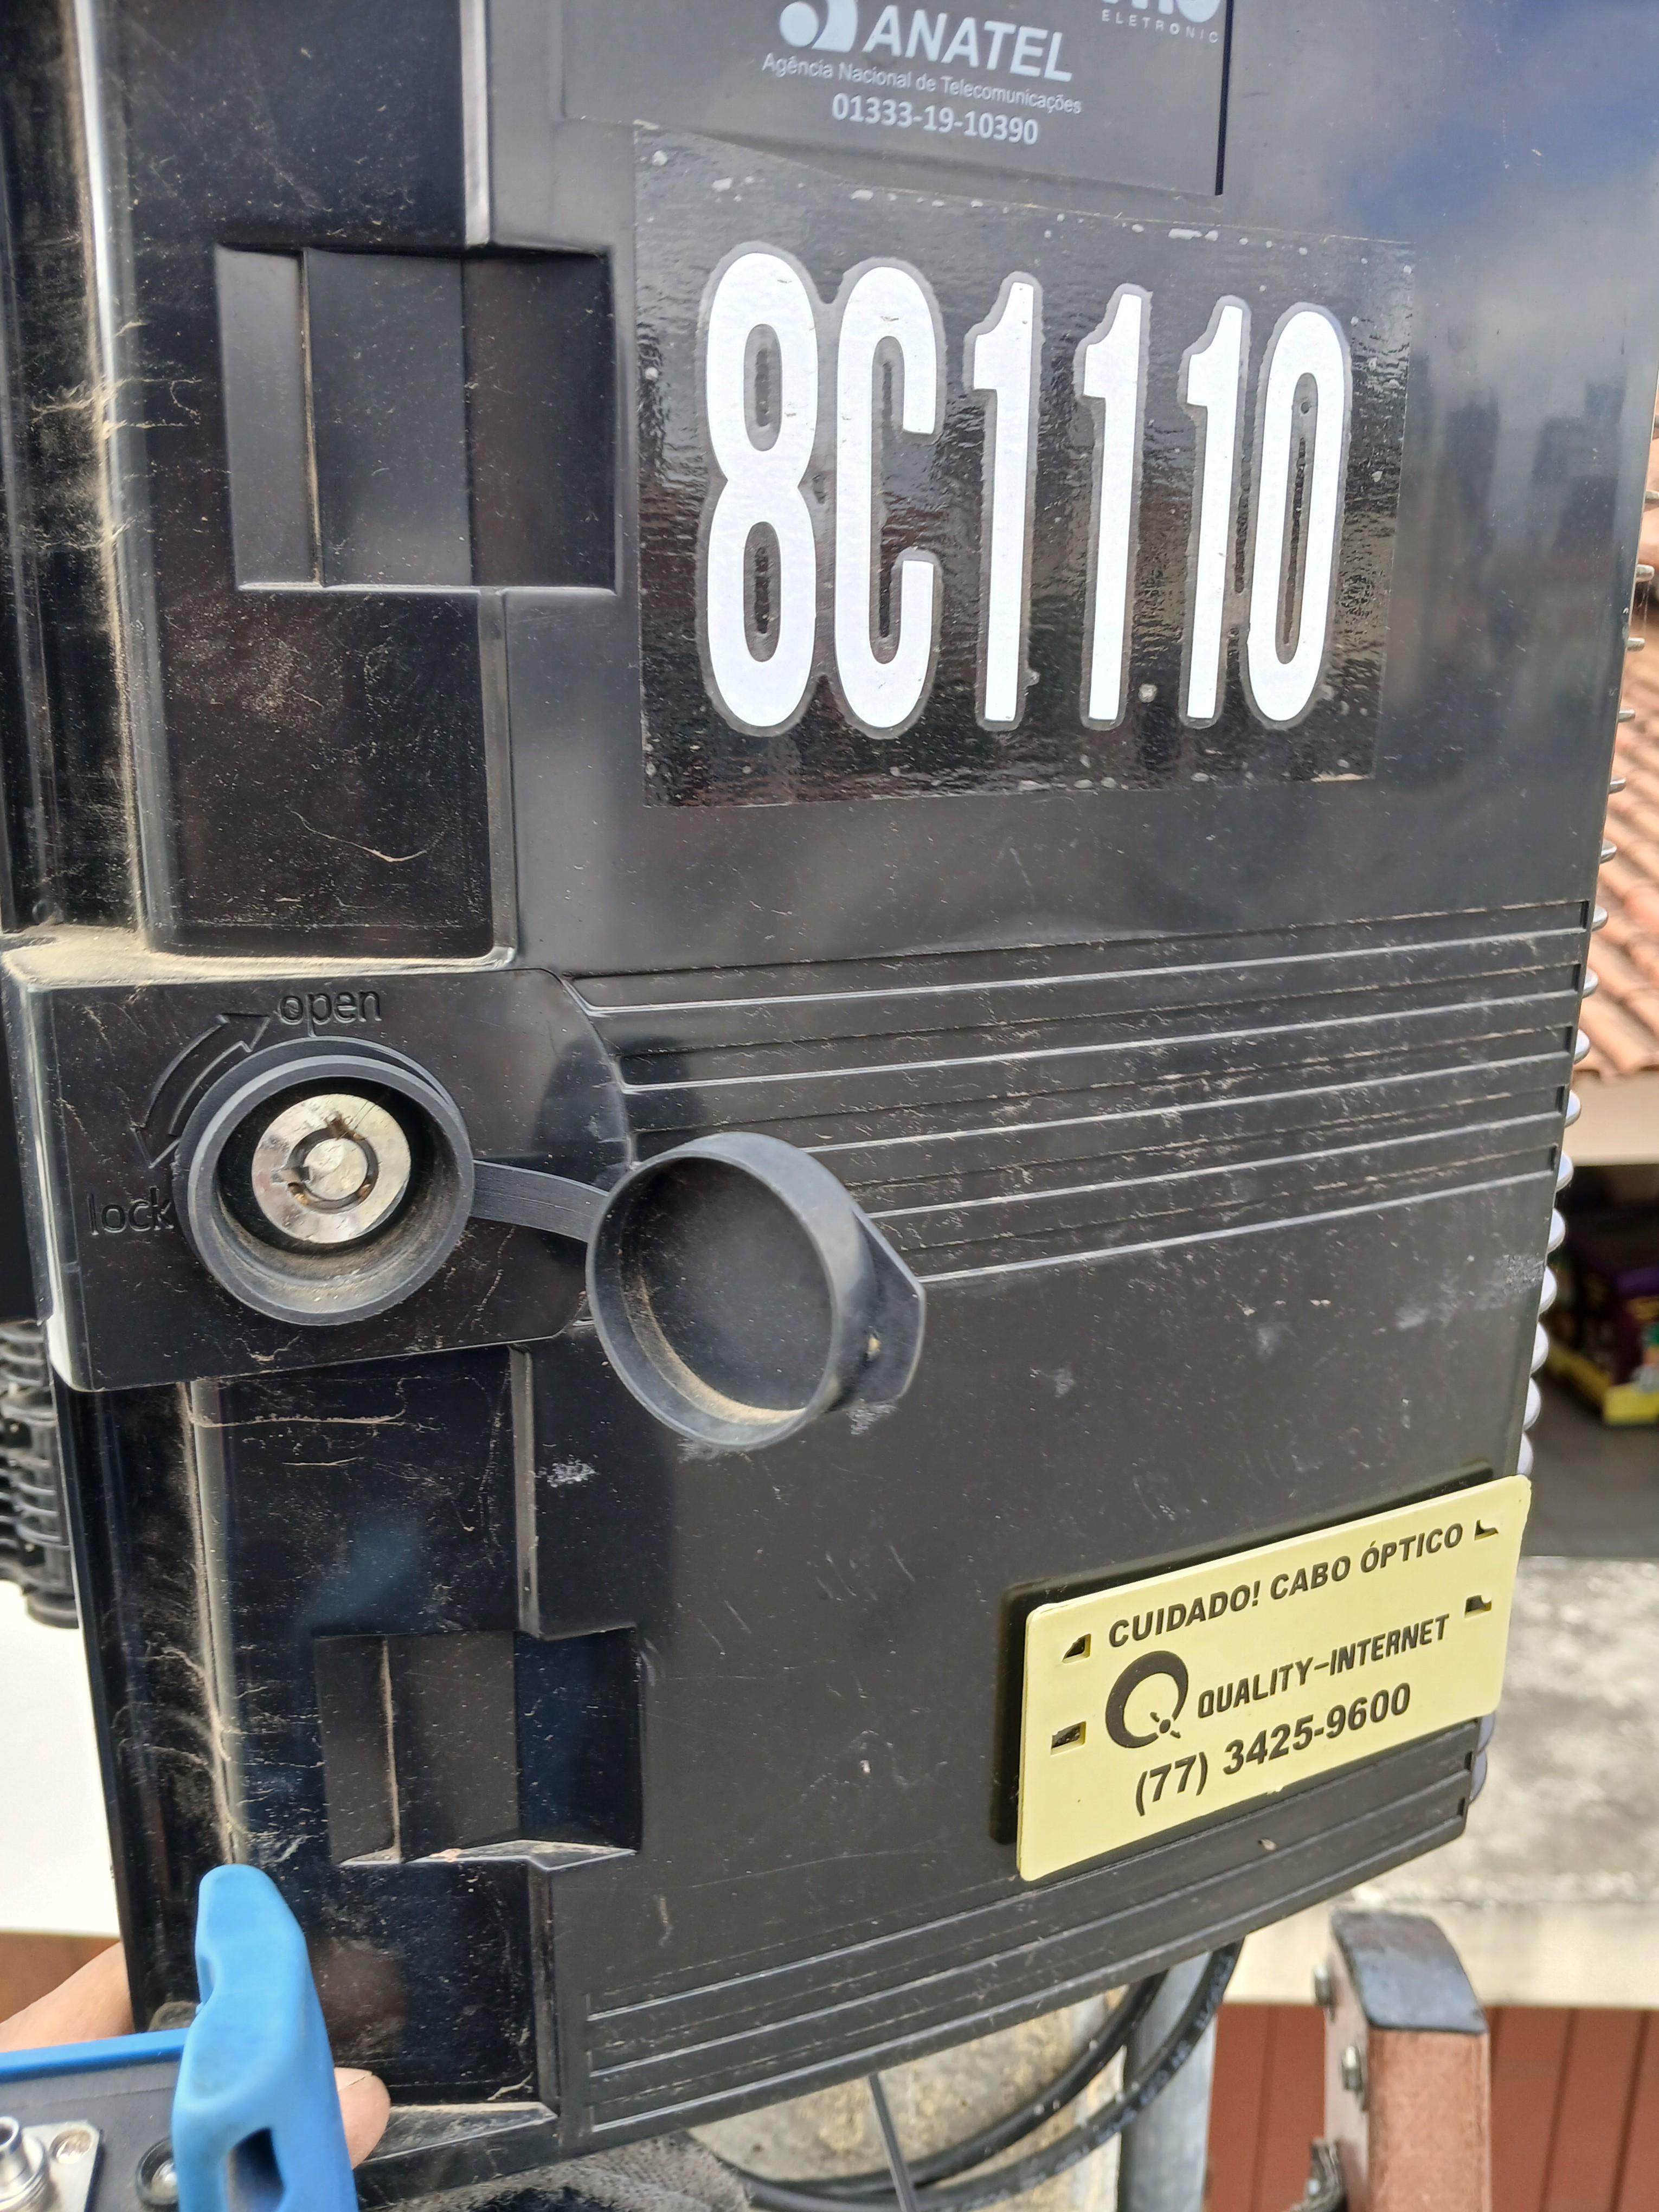 ELETRONIC
ANATEL
Agência Nacional de Telecomunicações
01333-19-10390
8C1110
open
lock
CUIDADO! CABO ÓPTICO
QUALITY-INTERNET
(77) 3425-9600